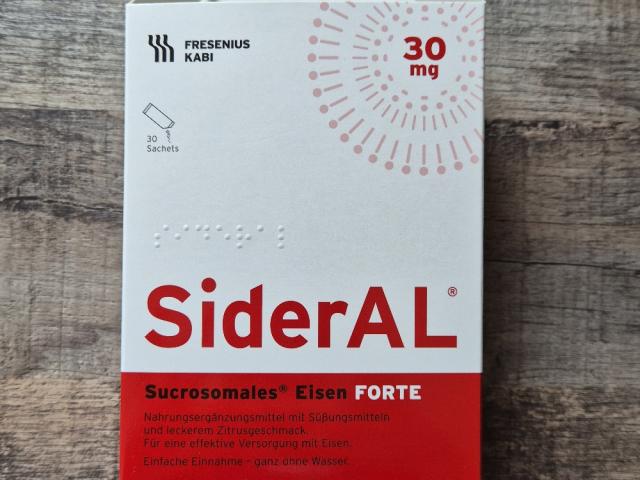 FRESENIUS
KABI
30
mg
30
Sachets
SiderAL®
Sucrosomales® Eisen FORTE
Nahrungsergänzungsmittel mit Süßungsmitteln
und leckerem Zitrusgeschmack.
Für eine effektive Versorgung mit Eisen.
Einfache Einnahme – ganz ohne Wasser.